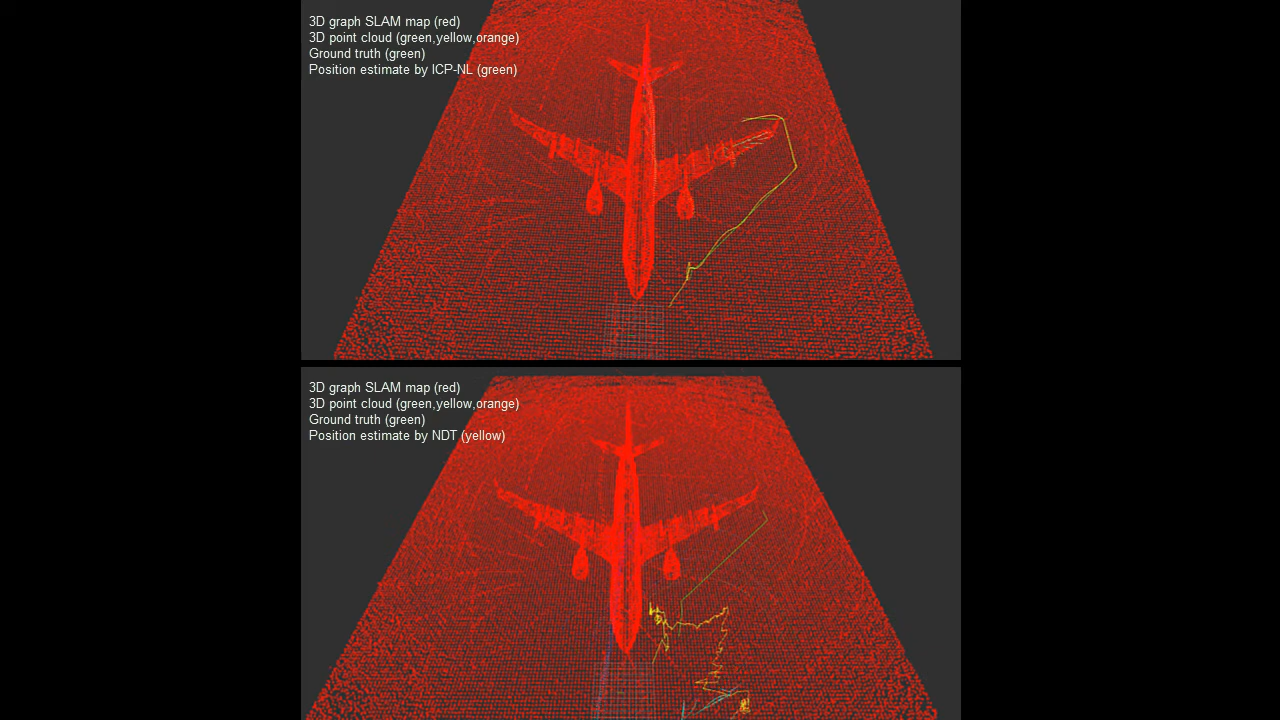 3D graph SLAM map (red)
3D point cloud (green,yellow,orange)
Ground truth (green)
Position estimate by ICP-NL (green)
3D graph SLAM map (red)
3D point cloud (green,yellow,orange)
Ground truth (green)
Position estimate by NDT (yellow)